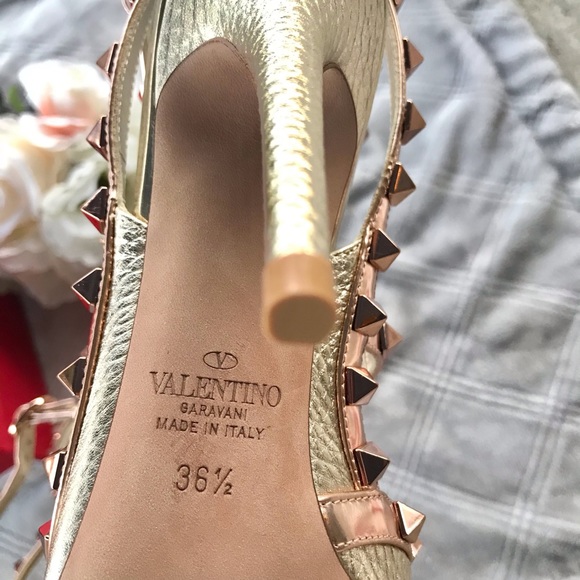 V
VALENTINO
GARAVANI
MADE IN ITALY
36½